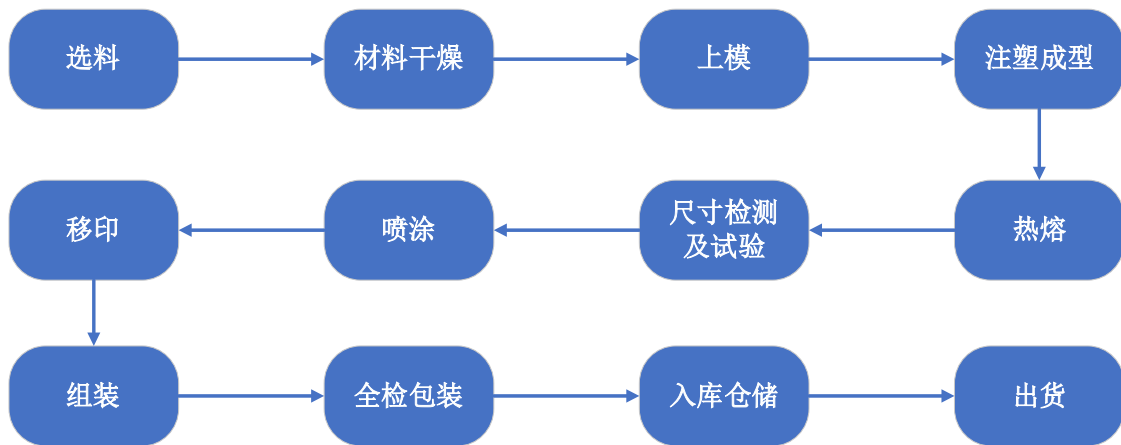 选料
材料干燥
上模
注塑成型
热熔
尺寸检测
及试验
喷涂
移印
组装
全检包装
入库仓储
出货